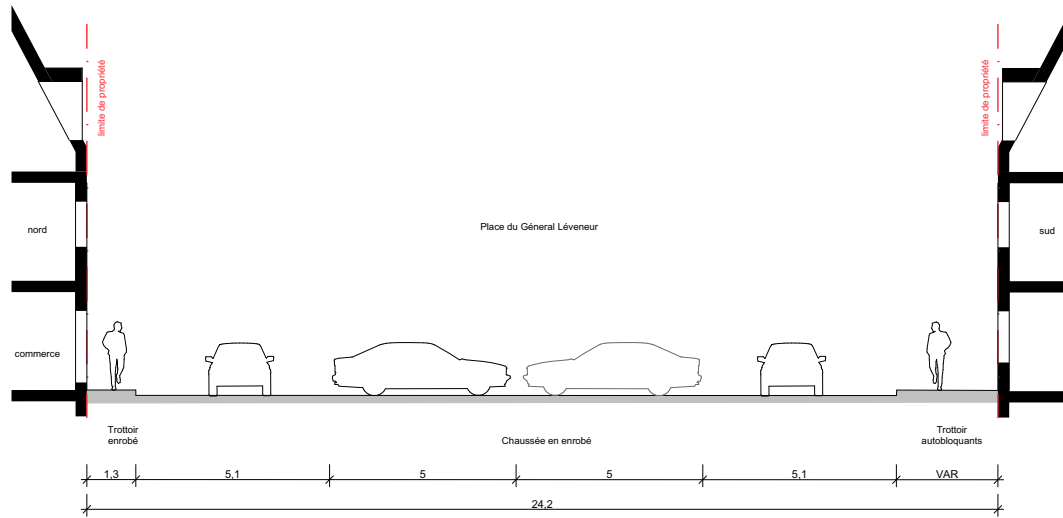 limite de propriété
limite de propriété
Place du Géneral Léveneur
nord
sud
commerce
Trottoir
enrobé
Chaussée en enrobé
Trottoir
autobloquants
1,3
5,1
5
5
5,1
VAR
24,2